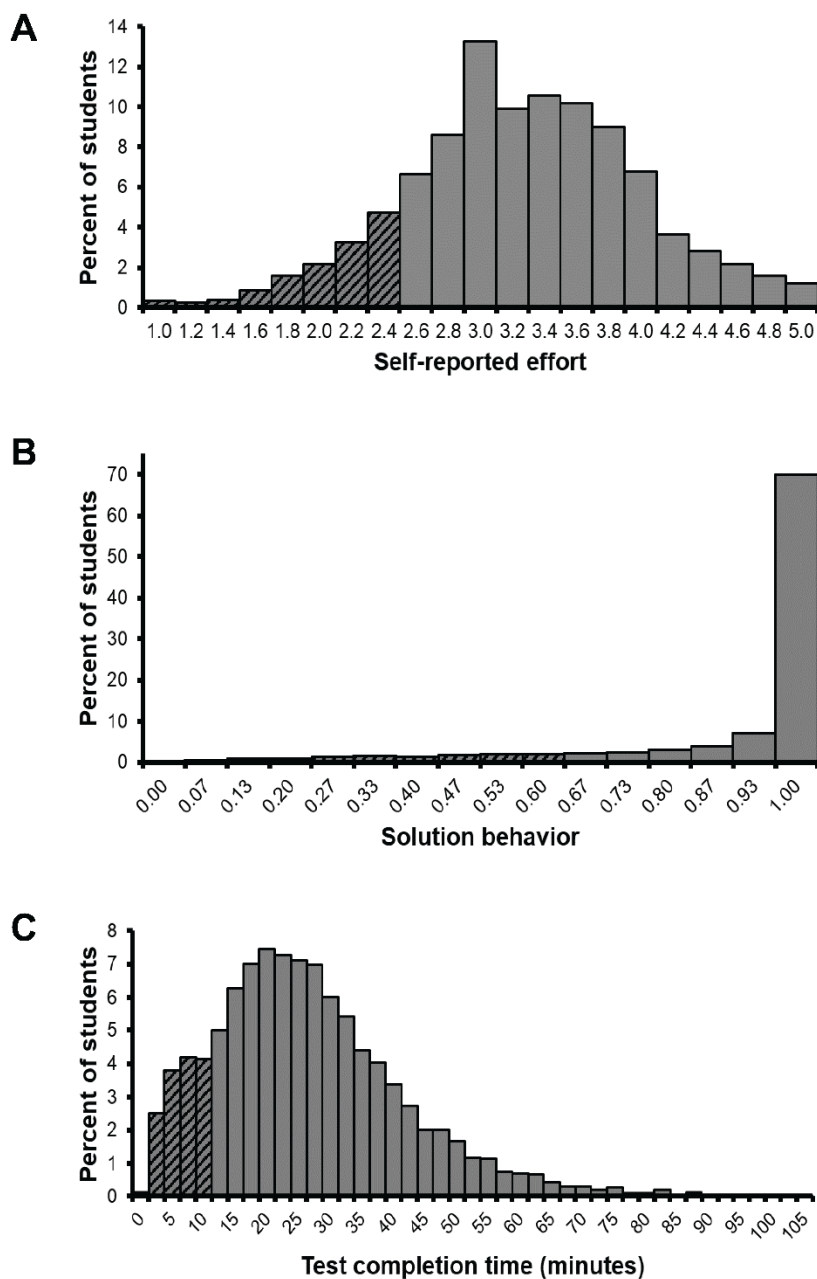 A
Percent of students
14
12
10
8
6
4
2
0
1.0 1.2 1.4 1.6 1.8 2.0 2.2 2.4 2.6 2.8 3.0 3.2 3.4 3.6 3.8 4.0 4.2 4.4 4.6 4.8 5.0
Self-reported effort
B
Percent of students
70
60
50
40
30
20
10
0
0.00 0.07 0.13 0.20 0.27 0.33 0.40 0.47 0.53 0.60 0.67 0.73 0.80 0.87 0.93 1.00
Solution behavior
C
Percent of students
8
7
6
5
4
3
2
1
0
0 5 10 15 20 25 30 35 40 45 50 55 60 65 70 75 80 85 90 95 100 105
Test completion time (minutes)